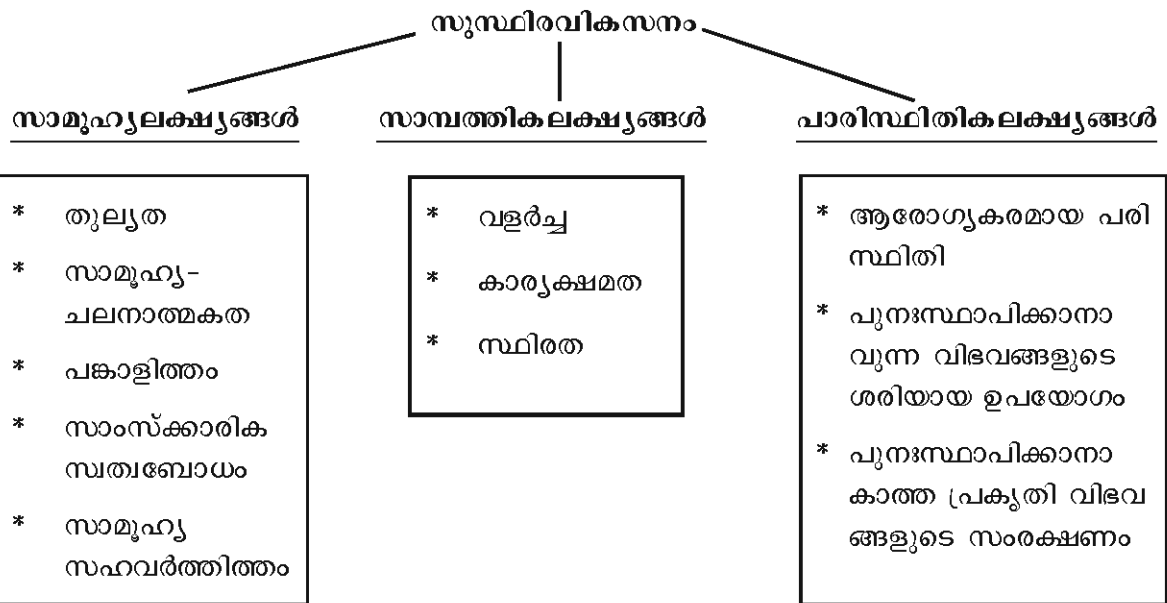 സുസ്ഥിരവികസനം
സാമൂഹ്യലക്ഷ്യങ്ങൾ
* തുല്യത
* സാമൂഹ്യ-
ചലനാത്മകത
* പങ്കാളിത്തം
* സാംസ്ക്കാരിക
സ്വത്വബോധം
* സാമൂഹ്യ
സഹവർത്തിത്തം
സാമ്പത്തികലക്ഷ്യങ്ങൾ
* വളർച്ച
* കാര്യക്ഷമത
* സ്ഥിരത
പാരിസ്ഥിതികലക്ഷ്യങ്ങൾ
* ആരോഗ്യകരമായ പരി
സ്ഥിതി
* പുനഃസ്ഥാപിക്കാനാ
വുന്ന വിഭവങ്ങളുടെ
ശരിയായ ഉപയോഗം
* പുനഃസ്ഥാപിക്കാനാ
കാത്ത പ്രകൃതി വിഭവ
ങ്ങളുടെ സംരക്ഷണം